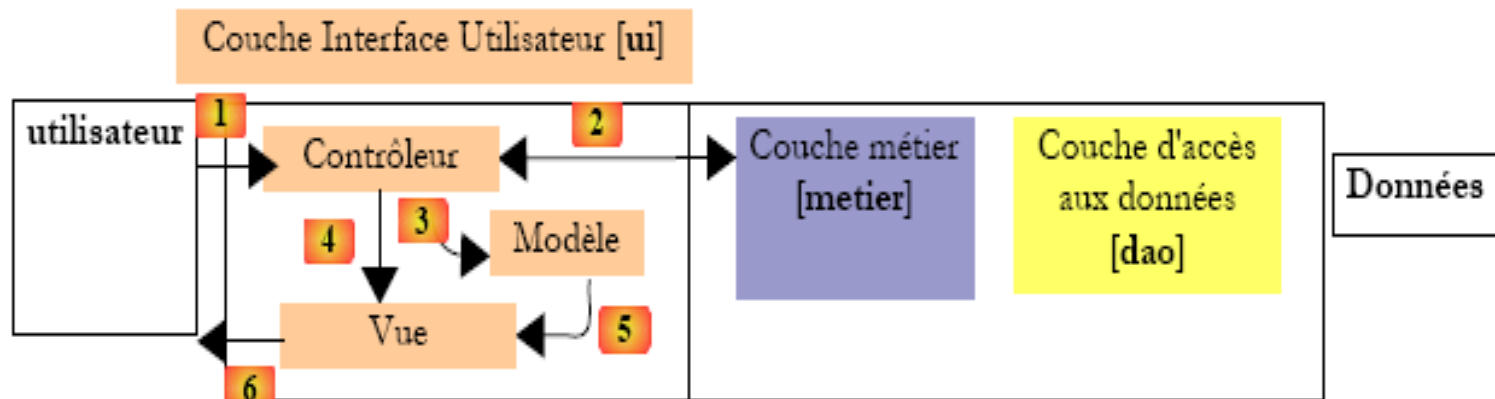 Couche Interface Utilisateur [ui]
utilisateur
1
2
Contrôleur
Couche métier
[metier]
Couche d'accès
aux données
[dao]
Données
3
4
Modèle
Vue
5
6